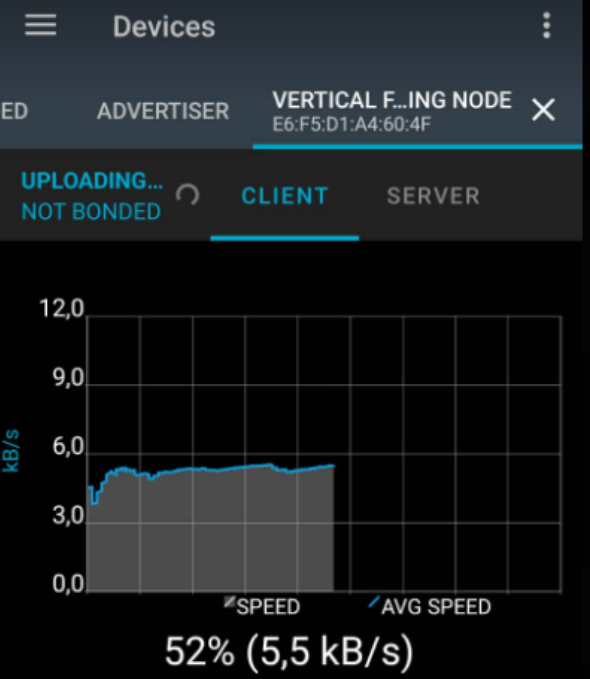 Devices
ED ADVERTISER VERTICAL F...ING NODE
E6:F5:D1:A4:60:4F
UPLOADING... CLIENT SERVER
NOT BONDED
12,0
9,0
6,0
kB/s
3,0
0,0
SPEED AVG SPEED
52% (5,5 kB/s)